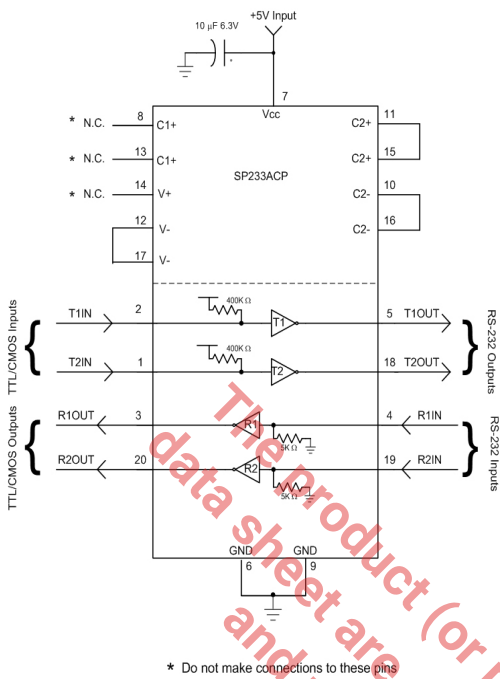 +5V Input
10 µF 6.3V
*
7
Vcc
* N.C. 8 C1+
* N.C. 13 C1+
* N.C. 14 V+
12 V-
17 V-
11 C2+
15 C2+
10 C2-
16 C2-
SP233ACP
TTL/CMOS Inputs
T1IN 2 400K Ω T1 5 T1OUT
T2IN 1 400K Ω T2 18 T2OUT
RS-232 Outputs
TTL/CMOS Outputs
R1OUT 3 R1 5K Ω 4 R1IN
R2OUT 20 R2 5K Ω 19 R2IN
RS-232 Inputs
GND GND
6 9
* Do not make connections to these pins
The product (or
data sheet are
and